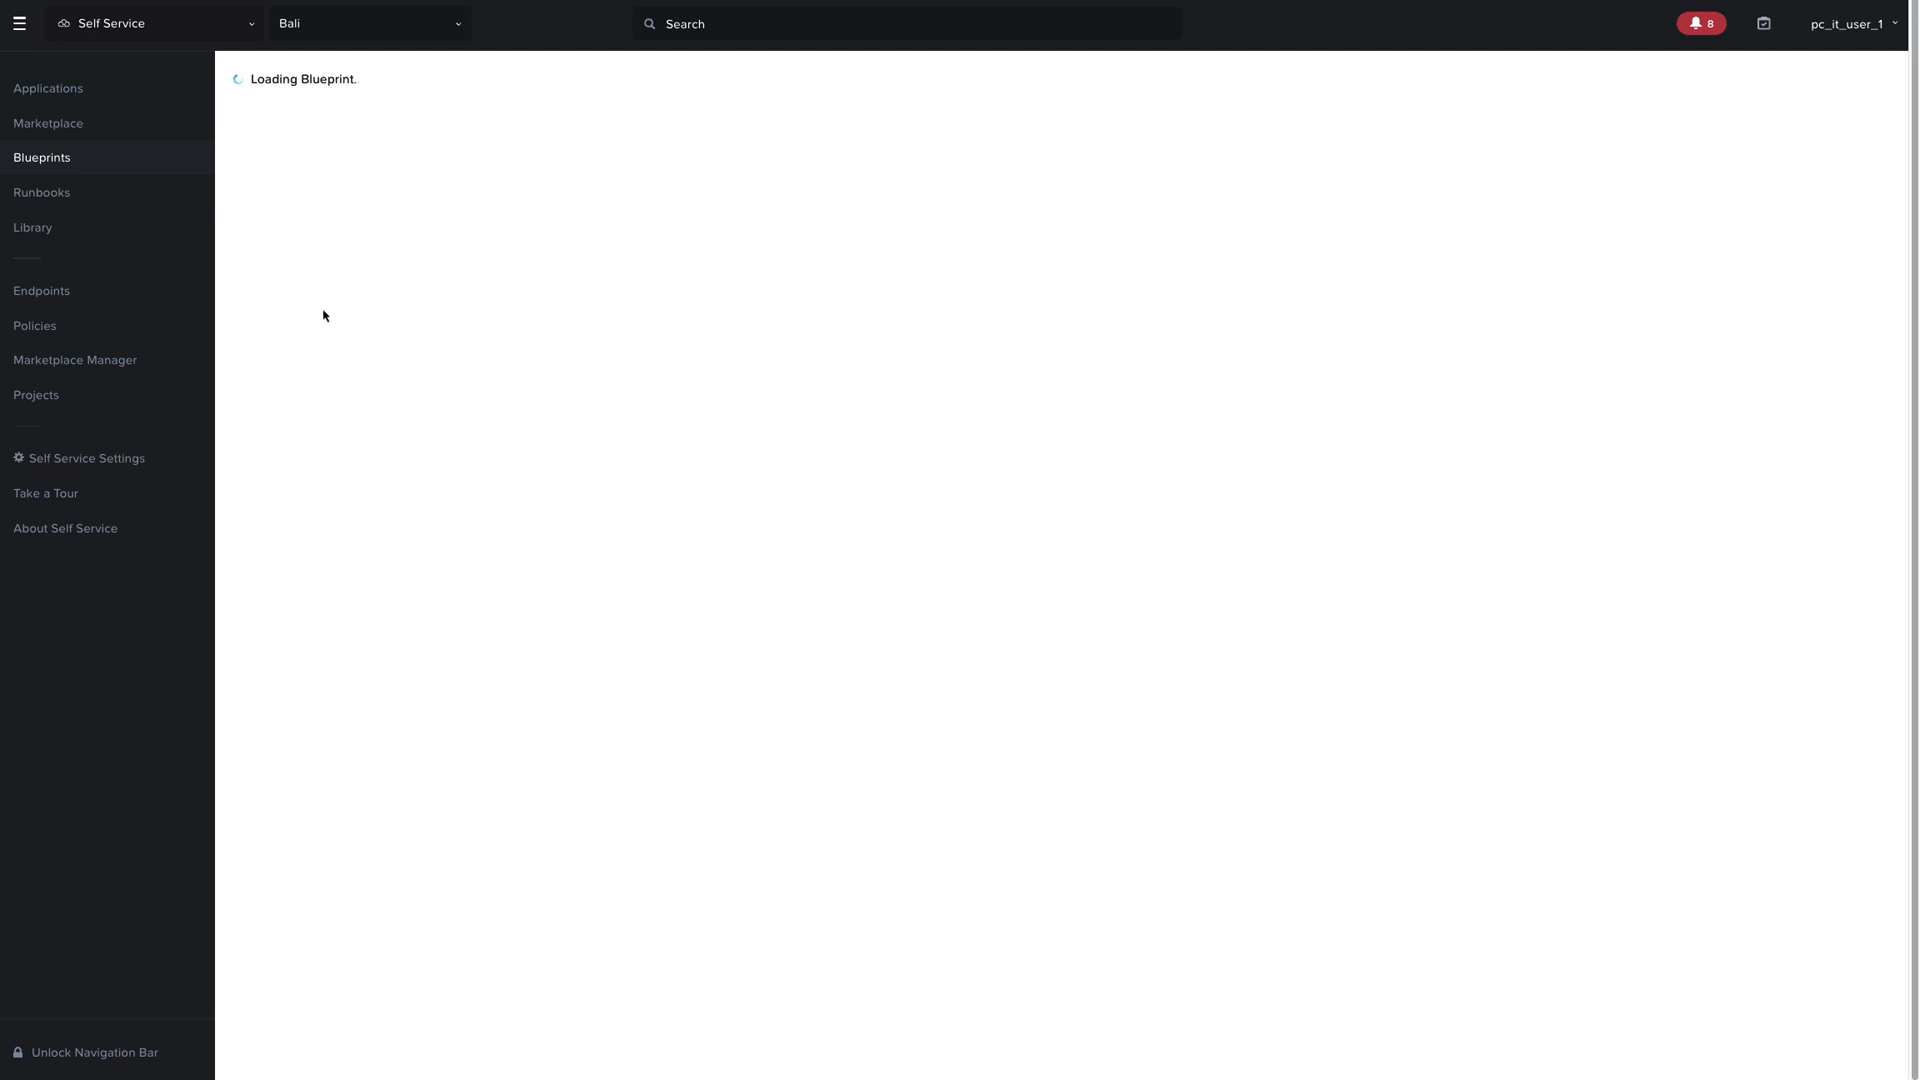 Self Service
Bali
Search
8
pc_it_user_1
Applications
Marketplace
Blueprints
Runbooks
Library
Endpoints
Policies
Marketplace Manager
Projects
Self Service Settings
Take a Tour
About Self Service
Unlock Navigation Bar
Loading Blueprint.